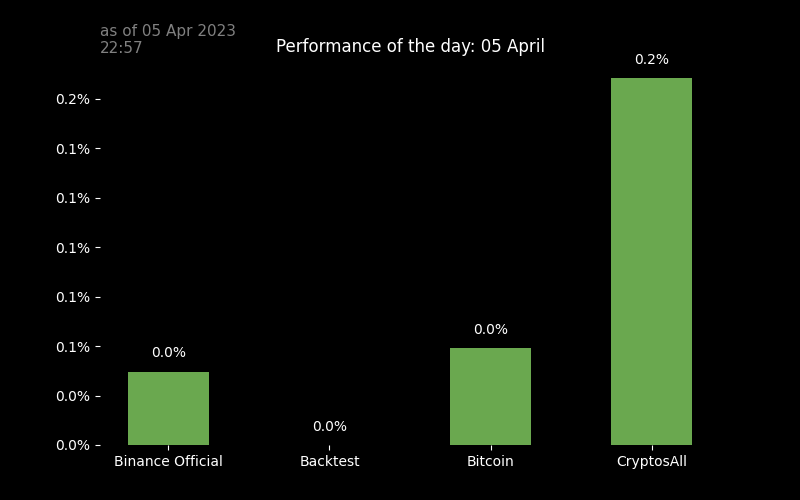 as of 05 Apr 2023
22:57
Performance of the day: 05 April
0.2%
0.2%
0.1%
0.1%
0.1%
0.1%
0.1%
0.0%
0.0%
0.0%
0.0%
0.0%
Binance Official
Backtest
Bitcoin
CryptosAll